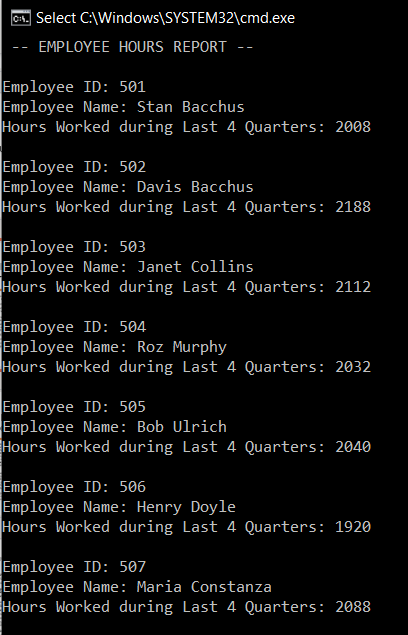 Select C:\Windows\SYSTEM32\cmd.exe
-- EMPLOYEE HOURS REPORT --
Employee ID: 501
Employee Name: Stan Bacchus
Hours Worked during Last 4 Quarters: 2008
Employee ID: 502
Employee Name: Davis Bacchus
Hours Worked during Last 4 Quarters: 2188
Employee ID: 503
Employee Name: Janet Collins
Hours Worked during Last 4 Quarters: 2112
Employee ID: 504
Employee Name: Roz Murphy
Hours Worked during Last 4 Quarters: 2032
Employee ID: 505
Employee Name: Bob Ulrich
Hours Worked during Last 4 Quarters: 2040
Employee ID: 506
Employee Name: Henry Doyle
Hours Worked during Last 4 Quarters: 1920
Employee ID: 507
Employee Name: Maria Constanza
Hours Worked during Last 4 Quarters: 2088